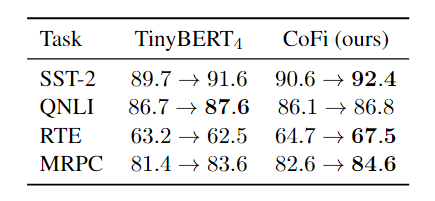 Task TinyBERT₄ CoFi (ours)
SST-2 89.7 → 91.6 90.6 → 92.4
QNLI 86.7 → 87.6 86.1 → 86.8
RTE 63.2 → 62.5 64.7 → 67.5
MRPC 81.4 → 83.6 82.6 → 84.6